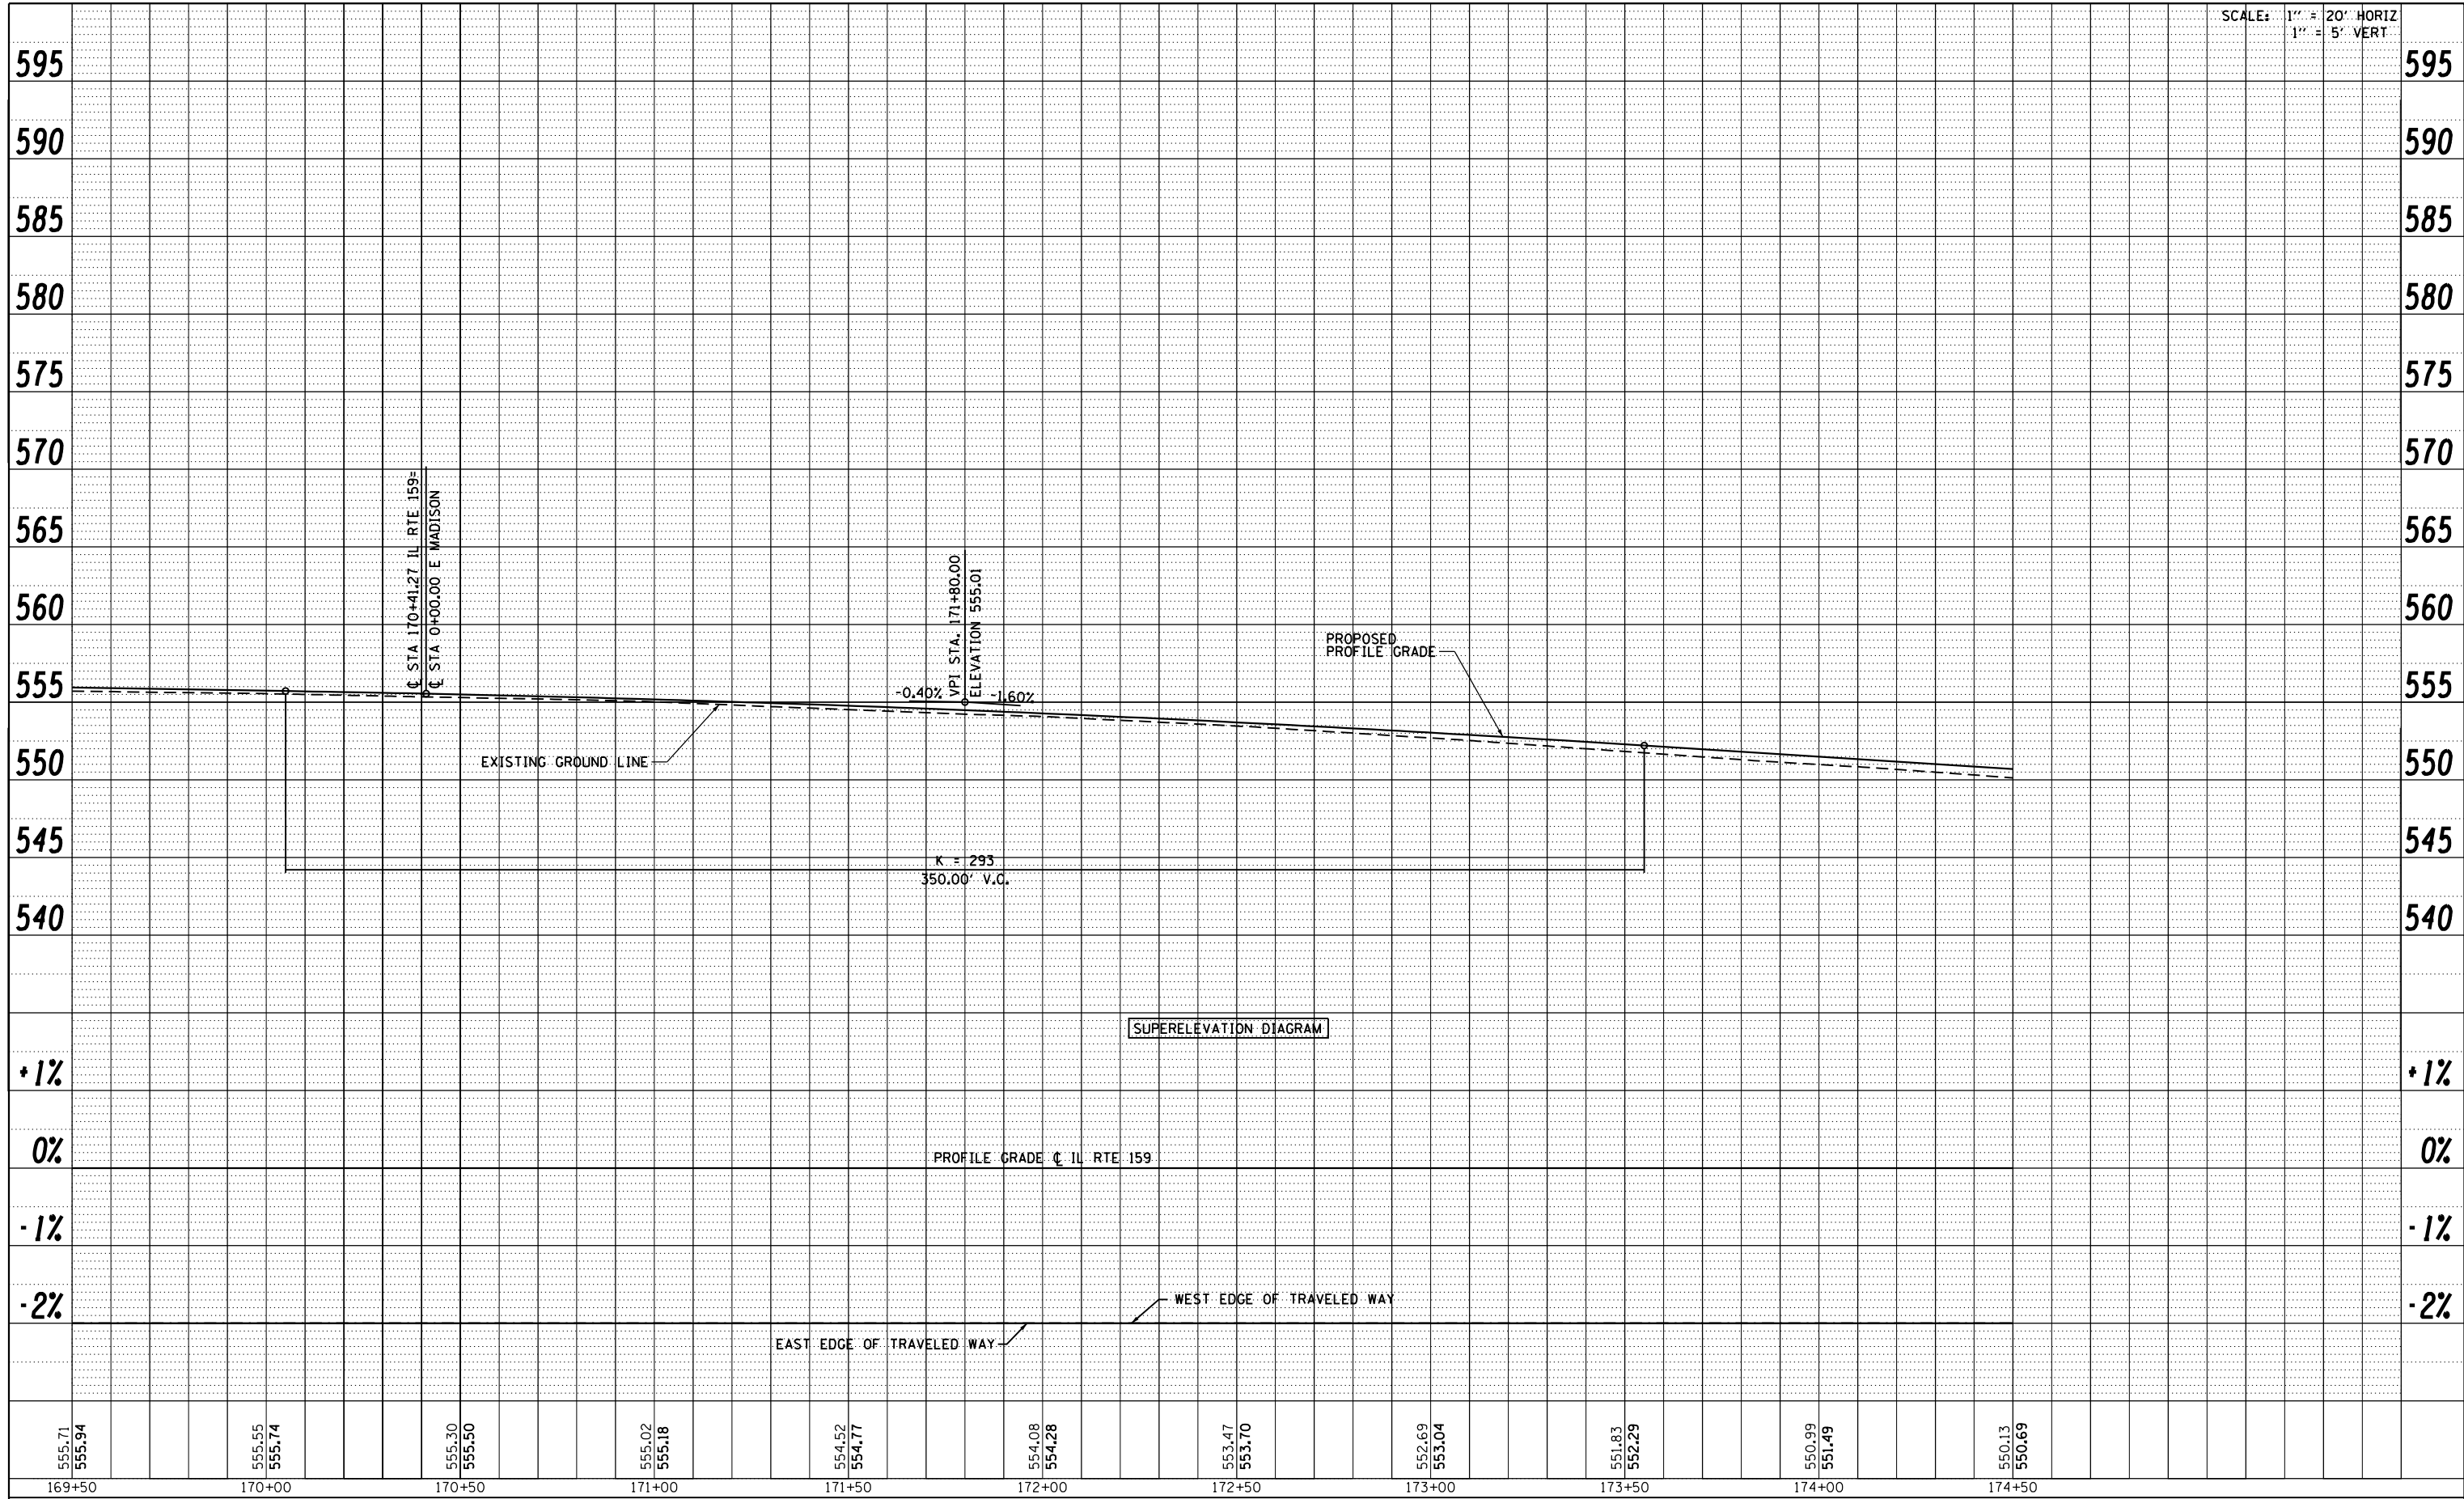 SCALE: 1'' = 20' HORIZ
1'' = 5' VERT
595 595
590 590
585 585
580 580
575 575
570 570
565 565
560 560
555 555
550 550
545 545
540 540
℄ STA 170+41.27 IL RTE 159=
℄ STA 0+00.00 E MADISON
VPI STA. 171+80.00
ELEVATION 555.01
-0.40%
-1.60%
PROPOSED
PROFILE GRADE
EXISTING GROUND LINE
K = 293
350.00' V.C.
SUPERELEVATION DIAGRAM
+1% +1%
0% 0%
PROFILE GRADE ℄ IL RTE 159
-1% -1%
-2% -2%
WEST EDGE OF TRAVELED WAY
EAST EDGE OF TRAVELED WAY
555.71 555.55 555.30 555.02 554.52 554.08 553.47 552.69 551.83 550.99 550.13
555.94 555.74 555.50 555.18 554.77 554.28 553.70 553.04 552.29 551.49 550.69
169+50 170+00 170+50 171+00 171+50 172+00 172+50 173+00 173+50 174+00 174+50